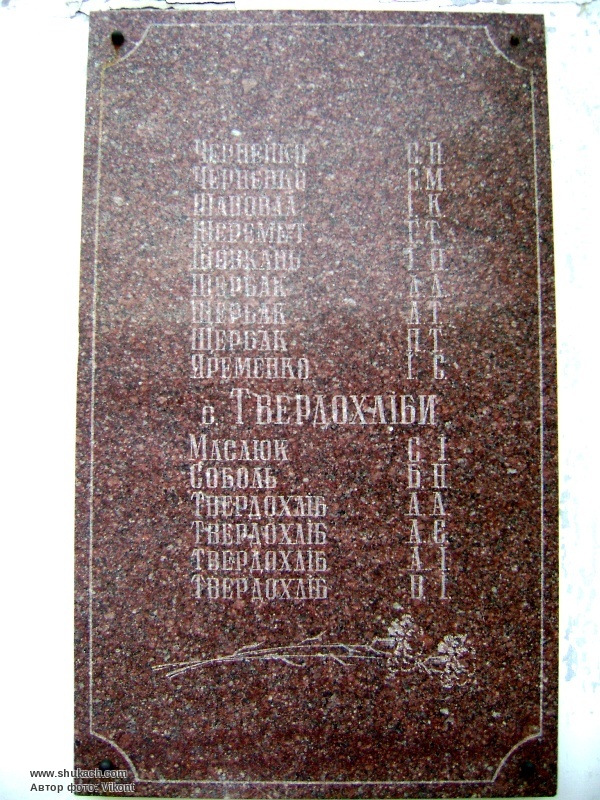 Черненко С П
Черненко С М
Шаповал І К
Шеремет Т
Шовкань І П
Щербак А А
Щербак А Т
Щербак П Т
Яременко І Є
с. Твердохліби
Маслюк С І
Соболь Б Н
Твердохліб А А
Твердохліб А Є
Твердохліб А І
Твердохліб І
www.shukach.com
Автор фото: Vikont